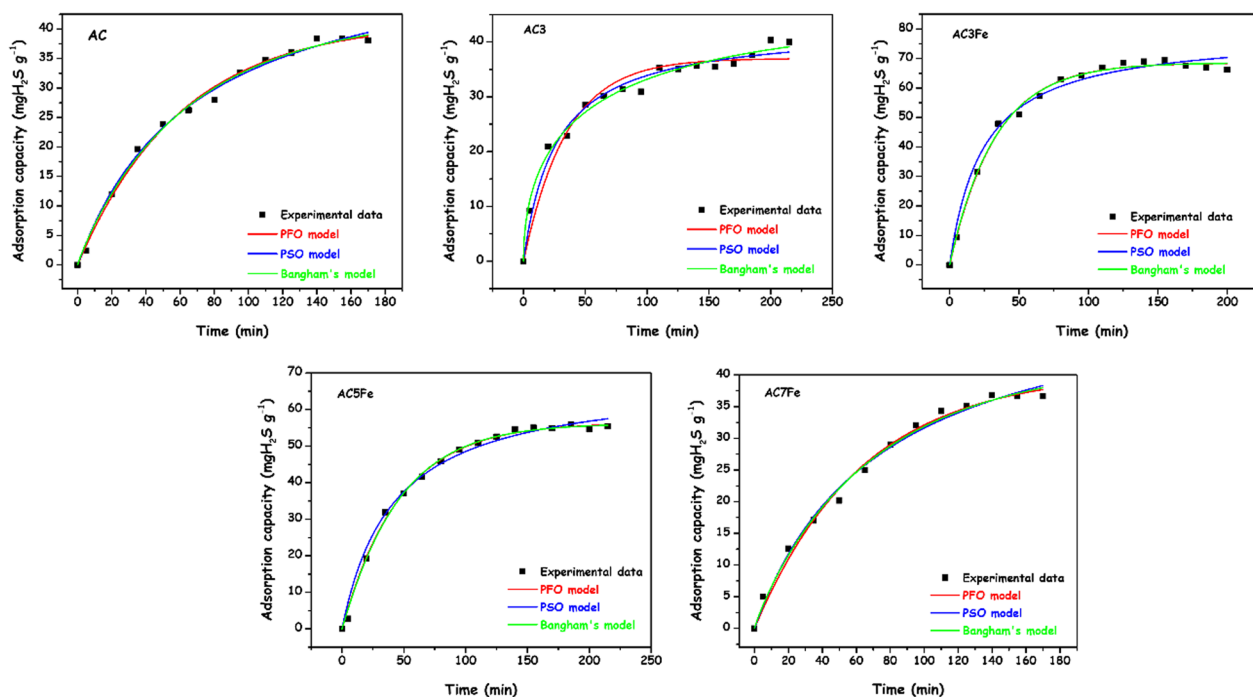 AC
Adsorption capacity (mgH₂S g⁻¹)
40
35
30
25
20
15
10
5
0
Experimental data
PFO model
PSO model
Bangham's model
0 20 40 60 80 100 120 140 160 180
Time (min)
AC3
Adsorption capacity (mgH₂S g⁻¹)
40
30
20
10
0
Experimental data
PFO model
PSO model
Bangham's model
0 50 100 150 200
Time (min)
AC3Fe
Adsorption capacity (mgH₂S g⁻¹)
80
70
60
50
40
30
20
10
0
Experimental data
PFO model
PSO model
Bangham's model
0 50 100 150 200
Time (min)
AC5Fe
Adsorption capacity (mgH₂S g⁻¹)
70
60
50
40
30
20
10
0
Experimental data
PFO model
PSO model
Bangham's model
0 50 100 150 200 250
Time (min)
AC7Fe
Adsorption capacity (mgH₂S g⁻¹)
40
35
30
25
20
15
10
5
0
Experimental data
PFO model
PSO model
Bangham's model
0 20 40 60 80 100 120 140 160 180
Time (min)